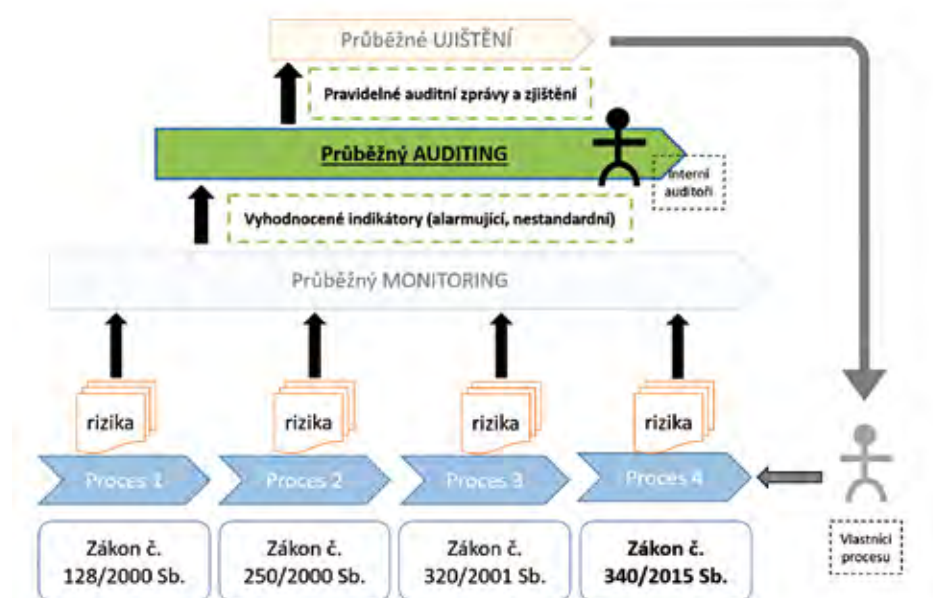 Průběžné UJIŠTĚNÍ
Pravidelné auditní zprávy a zjištění
Průběžný AUDITING
Interní
auditoři
Vyhodnocené indikátory (alarmující, nestandardní)
Průběžný MONITORING
rizika
rizika
rizika
rizika
Proces 1
Proces 2
Proces 3
Proces 4
Zákon č.
128/2000 Sb.
Zákon č.
250/2000 Sb.
Zákon č.
320/2001 Sb.
Zákon č.
340/2015 Sb.
Vlastníci
procesu